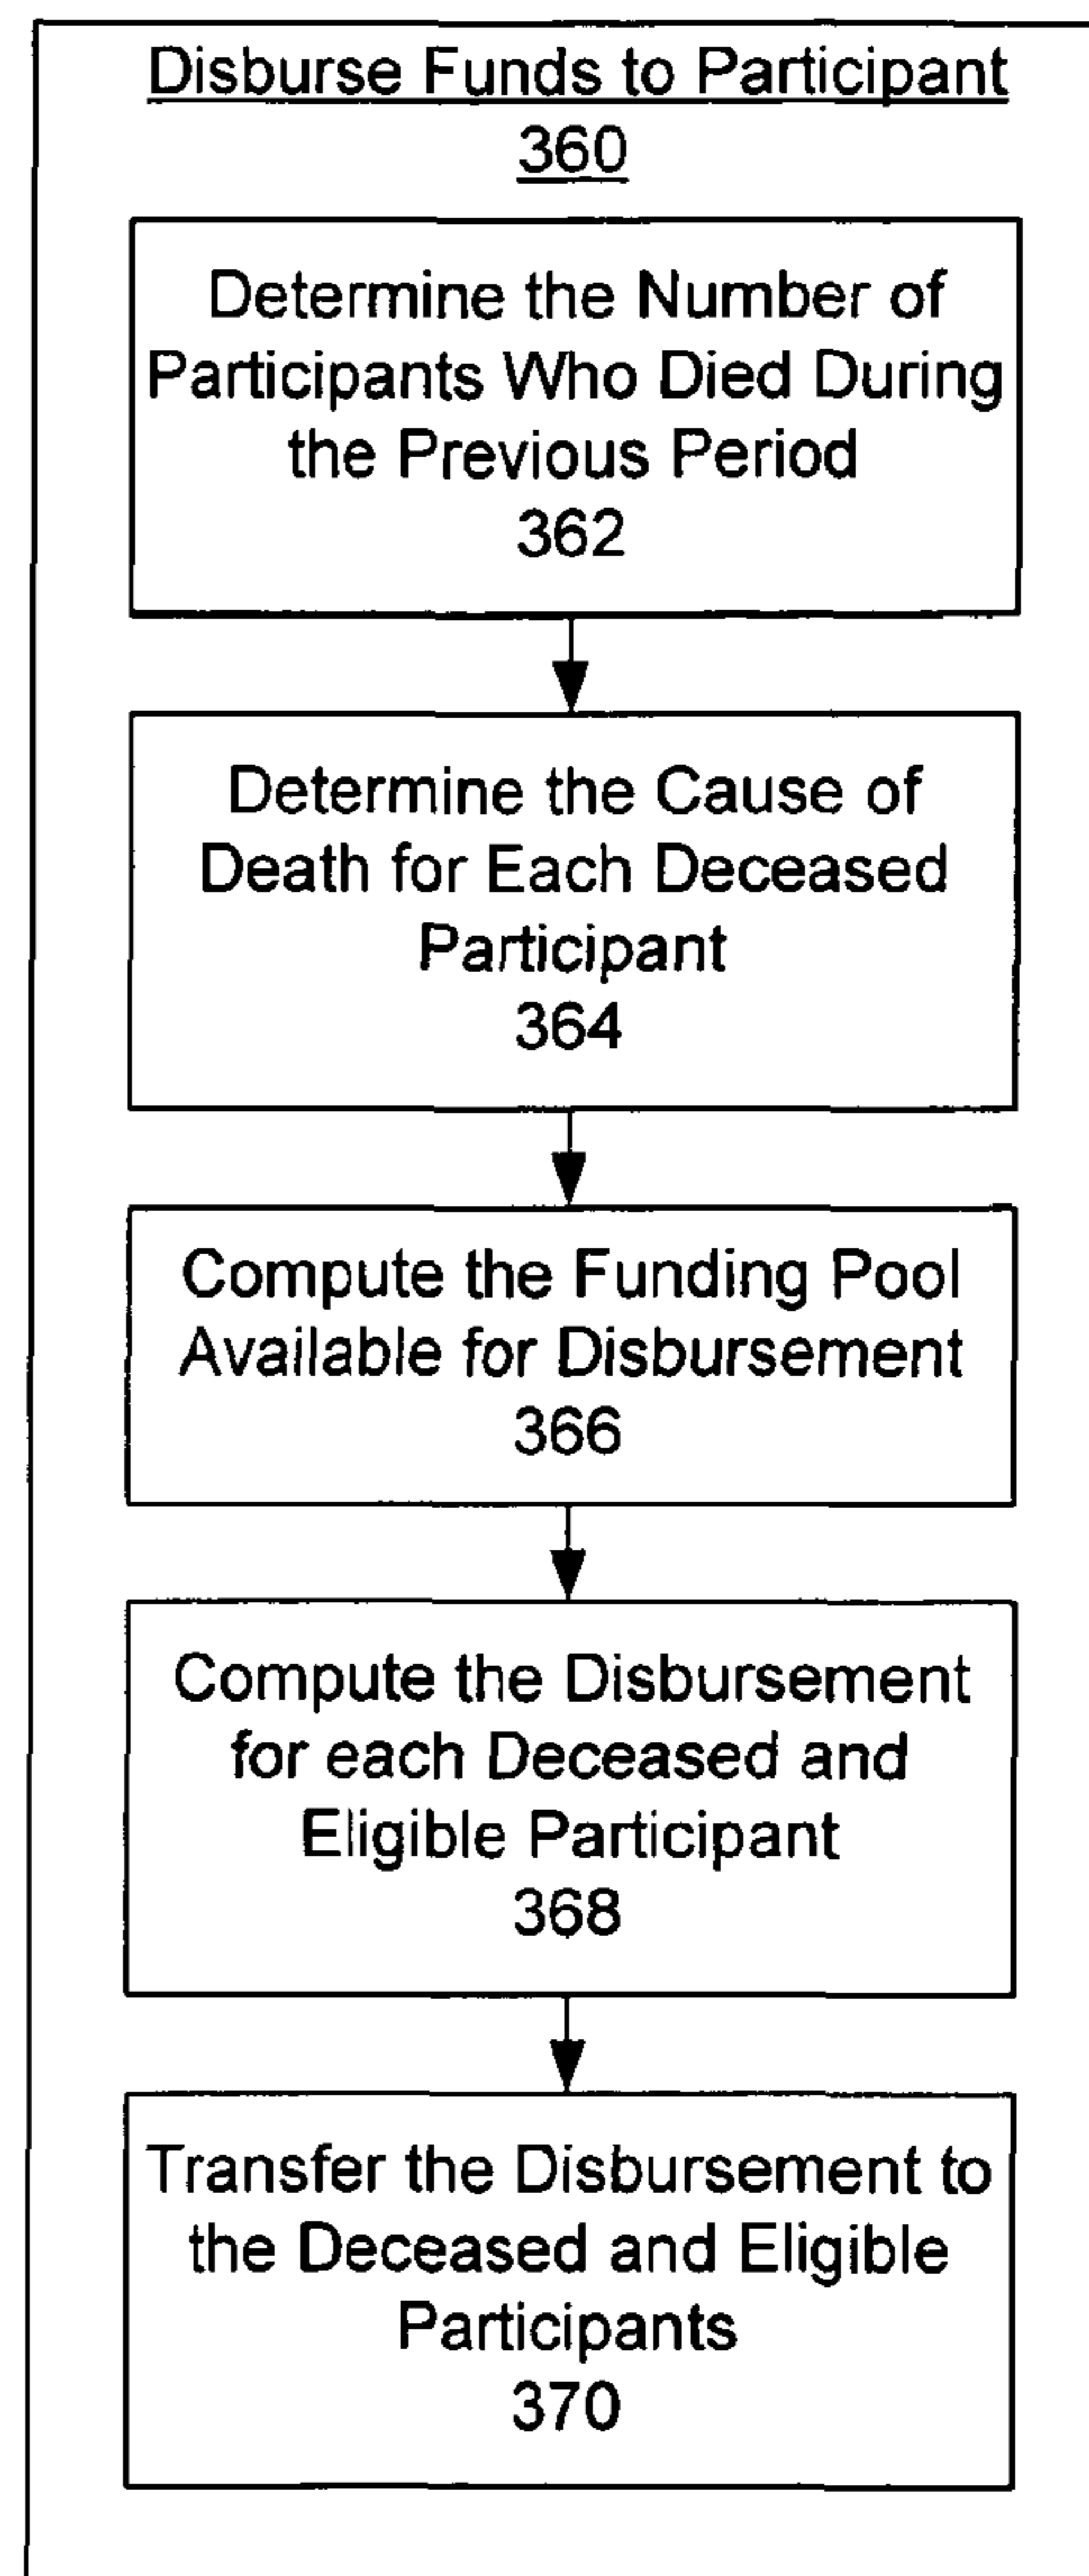 Disburse Funds to Participant
360
Determine the Number of
Participants Who Died During
the Previous Period
362
Determine the Cause of
Death for Each Deceased
Participant
364
Compute the Funding Pool
Available for Disbursement
366
Compute the Disbursement
for each Deceased and
Eligible Participant
368
Transfer the Disbursement to
the Deceased and Eligible
Participants
370